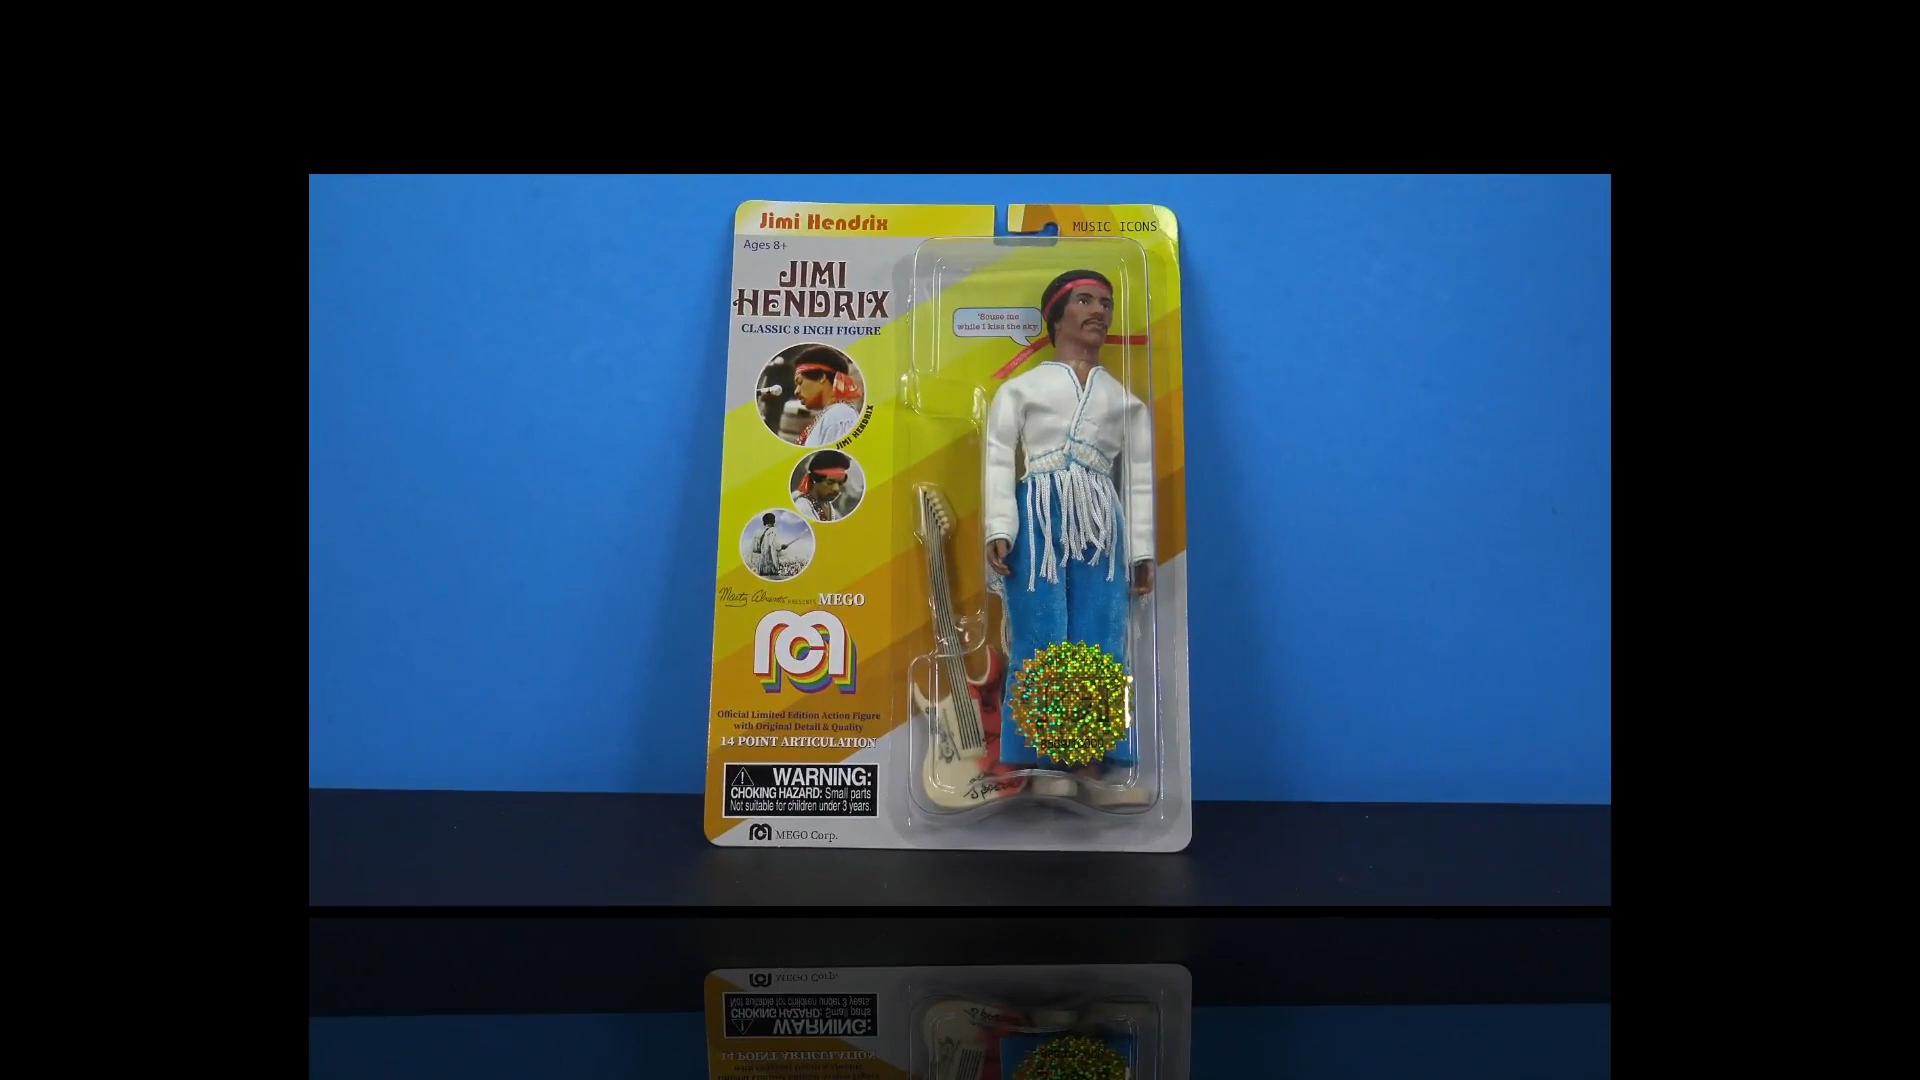 Jimi Hendrix
MUSIC ICONS
Ages 8+
JIMI
HENDRIX
CLASSIC 8 INCH FIGURE
'Scuse me
while I kiss the sky.
JIMI HENDRIX
PRESENTS MEGO
Official Limited Edition Action Figure
with Original Detail & Quality
14 POINT ARTICULATION
WARNING:
CHOKING HAZARD: Small parts
Not suitable for children under 3 years.
MEGO Corp.